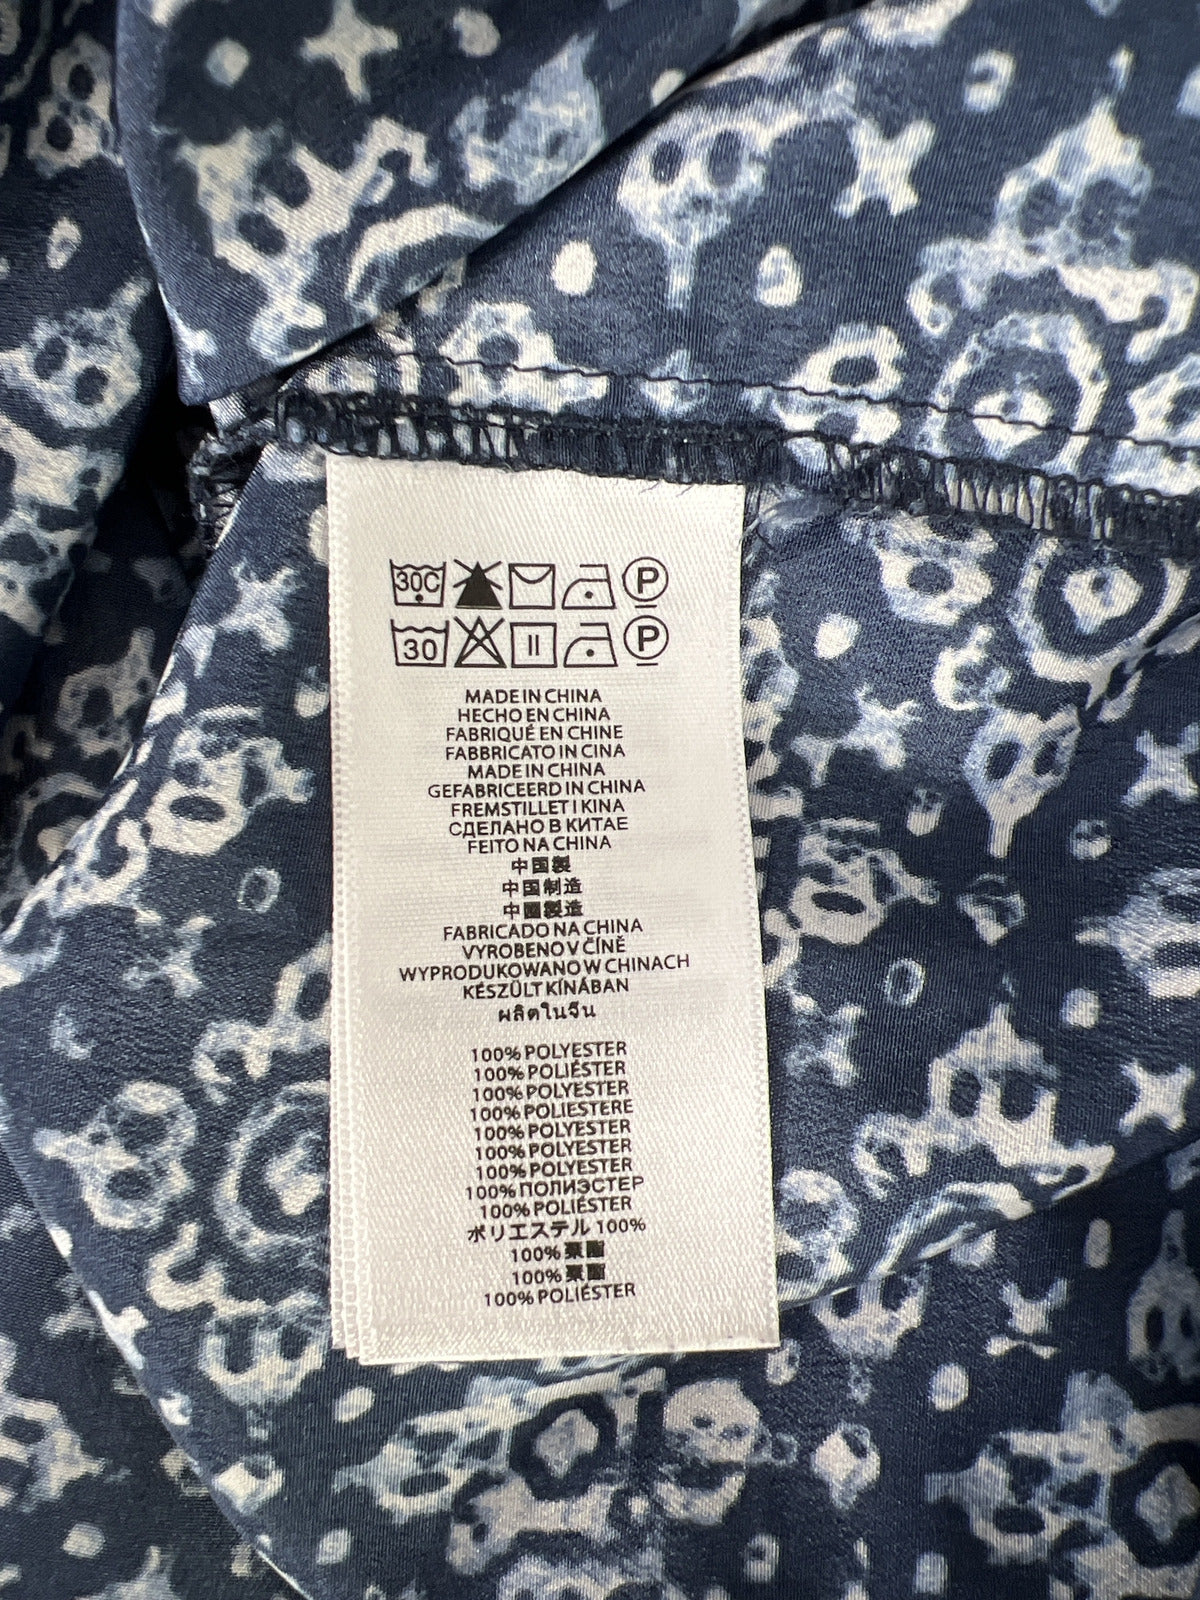 30C P
30 P
MADE IN CHINA
HECHO EN CHINA
FABRIQUÉ EN CHINE
FABBRICATO IN CINA
MADE IN CHINA
GEFABRICEERD IN CHINA
FREMSTILLET I KINA
СДЕЛАНО В КИТАЕ
FEITO NA CHINA
中国製
中国制造
中國製造
FABRICADO NA CHINA
VYROBENO V ČÍNĚ
WYPRODUKOWANO W CHINACH
KÉSZÜLT KÍNÁBAN
ผลิตในจีน
100% POLYESTER
100% POLIÉSTER
100% POLYESTER
100% POLIESTERE
100% POLYESTER
100% POLYESTER
100% POLYESTER
100% ПОЛИЭСТЕР
100% POLIÉSTER
ポリエステル 100%
100%
100%
100% POLIÉSTER